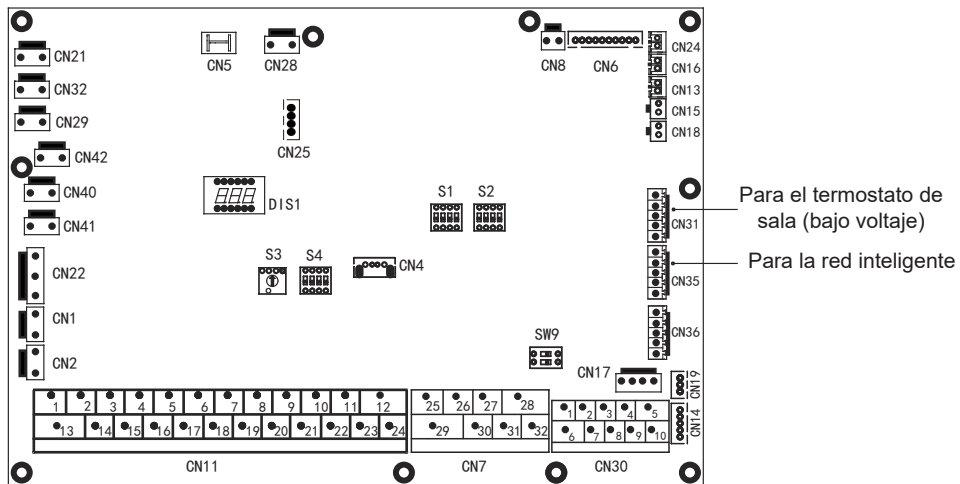 CN21
CN5
CN28
CN8
CN6
CN24
CN32
CN16
CN13
CN29
CN15
CN42
CN25
CN18
CN40
DIS1
S1 S2
CN41
Para el termostato de
sala (bajo voltaje)
CN31
CN22
S3 S4
CN4
Para la red inteligente
CN35
CN1
CN36
CN2
SW9
CN17
CN19
1 2 3 4 5 6 7 8 9 10 11 12
13 14 15 16 17 18 19 20 21 22 23 24
CN11
25 26 27 28
29 30 31 32
CN7
1 2 3 4 5
6 7 8 9 10
CN30
CN14